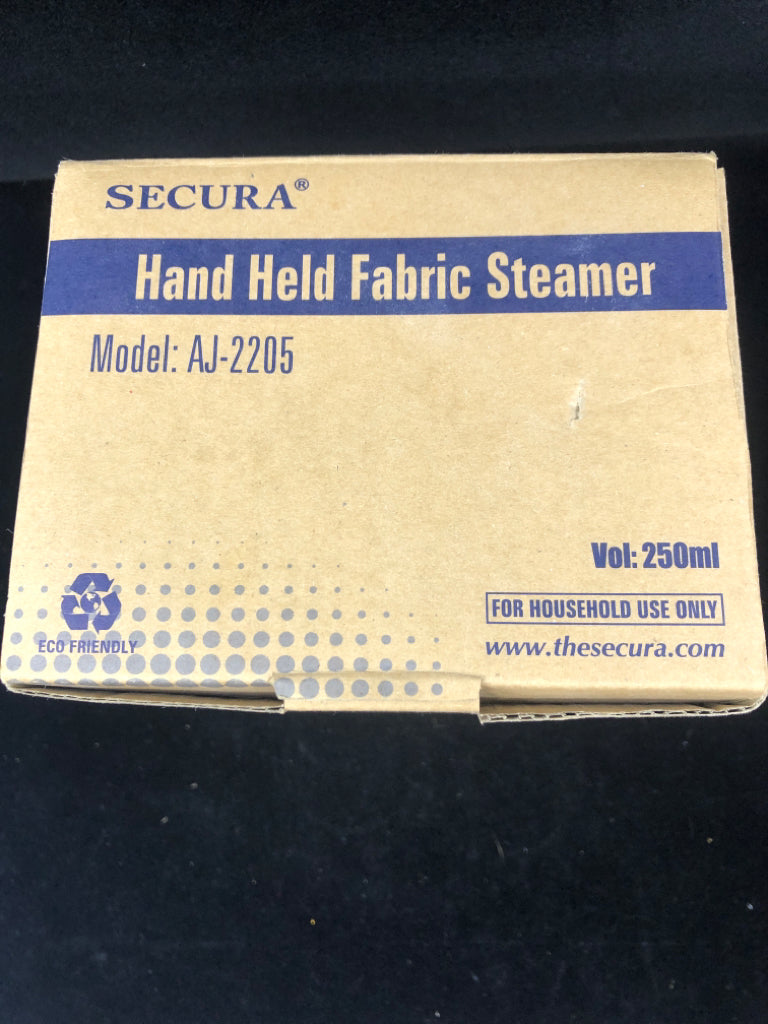 SECURA®
Hand Held Fabric Steamer
Model: AJ-2205
Vol: 250ml
FOR HOUSEHOLD USE ONLY
ECO FRIENDLY
www.thesecura.com